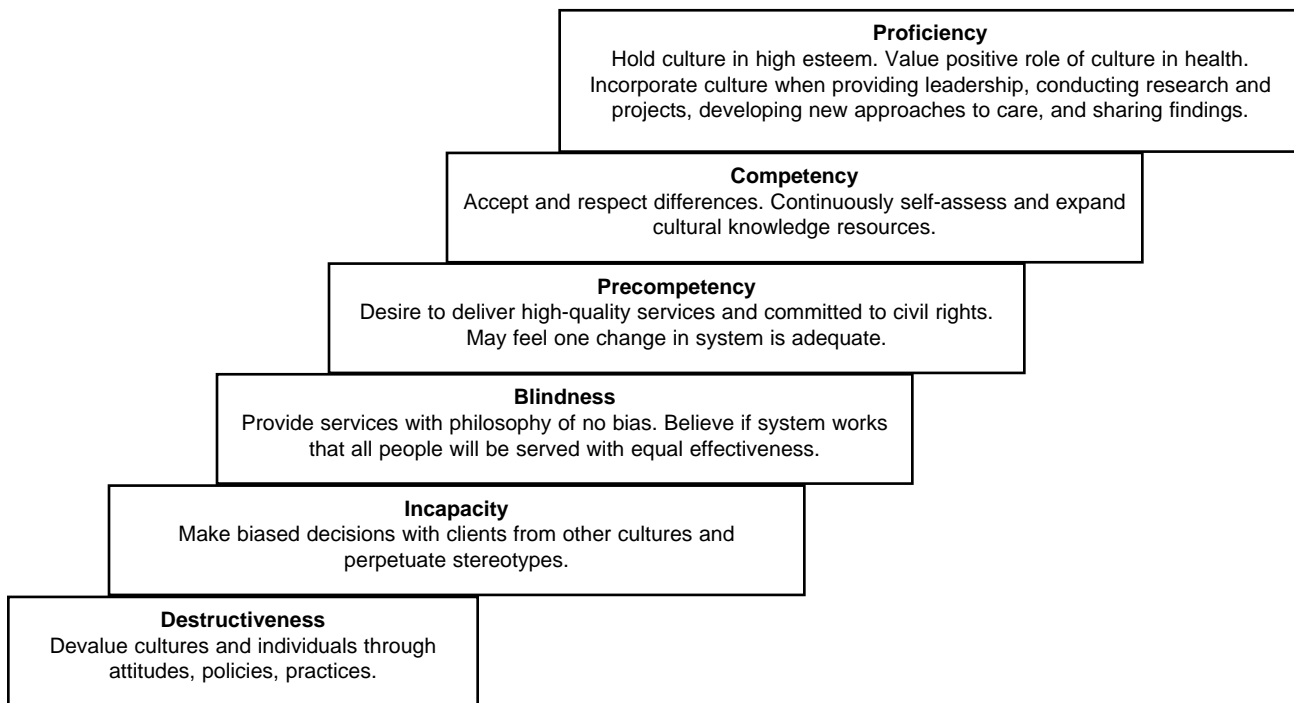 Proficiency
Hold culture in high esteem. Value positive role of culture in health.
Incorporate culture when providing leadership, conducting research and
projects, developing new approaches to care, and sharing findings.
Competency
Accept and respect differences. Continuously self-assess and expand
cultural knowledge resources.
Precompetency
Desire to deliver high-quality services and committed to civil rights.
May feel one change in system is adequate.
Blindness
Provide services with philosophy of no bias. Believe if system works
that all people will be served with equal effectiveness.
Incapacity
Make biased decisions with clients from other cultures and
perpetuate stereotypes.
Destructiveness
Devalue cultures and individuals through
attitudes, policies, practices.